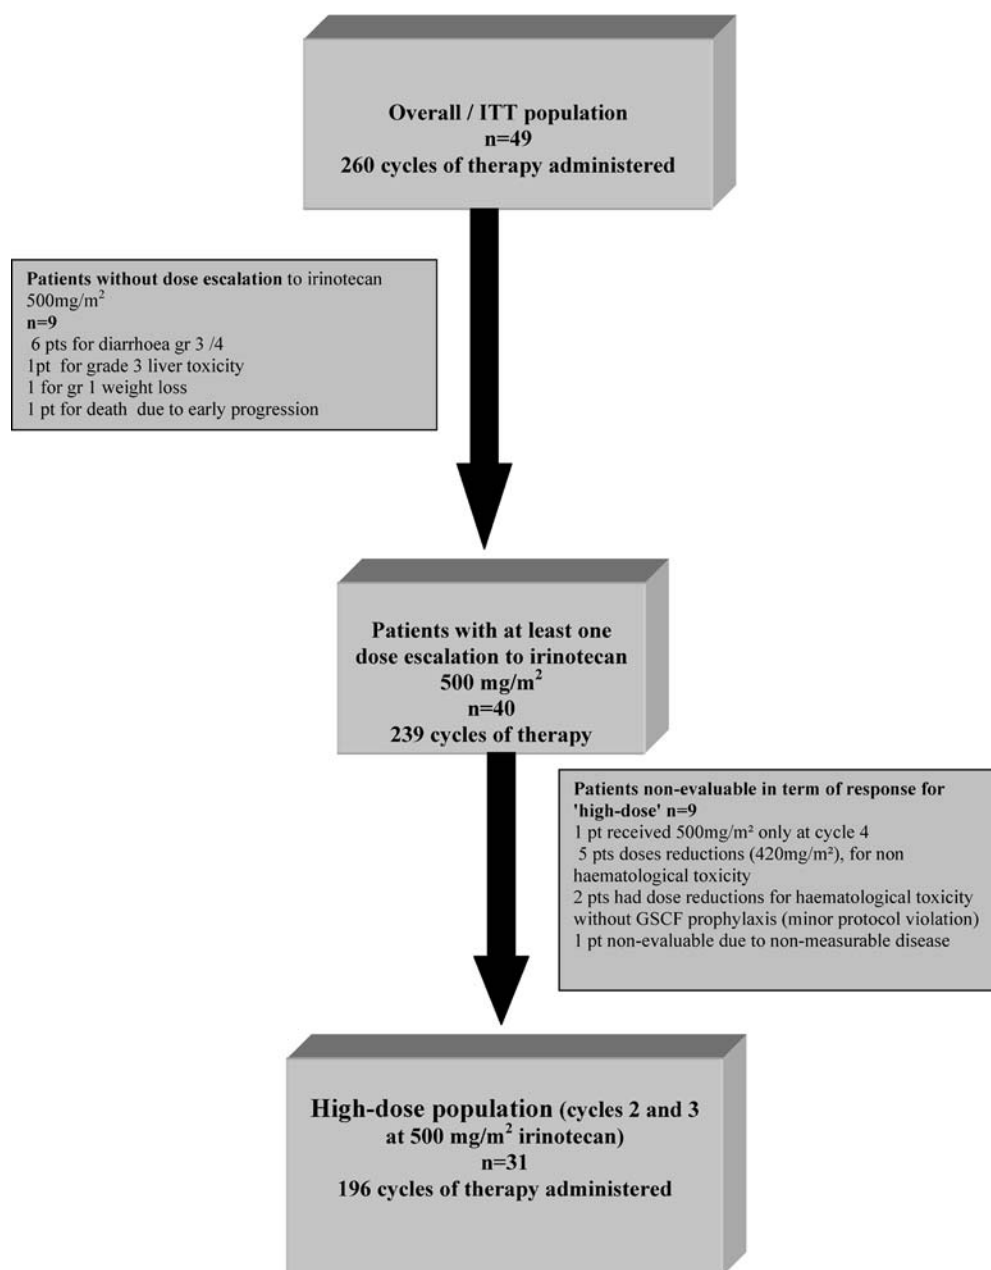 Overall / ITT population
n=49
260 cycles of therapy administered
Patients without dose escalation to irinotecan
500mg/m²
n=9
6 pts for diarrhoea gr 3 /4
1pt for grade 3 liver toxicity
1 for gr 1 weight loss
1 pt for death due to early progression
Patients with at least one
dose escalation to irinotecan
500 mg/m²
n=40
239 cycles of therapy
Patients non-evaluable in term of response for
'high-dose' n=9
1 pt received 500mg/m² only at cycle 4
5 pts doses reductions (420mg/m²), for non
haematological toxicity
2 pts had dose reductions for haematological toxicity
without GSCF prophylaxis (minor protocol violation)
1 pt non-evaluable due to non-measurable disease
High-dose population (cycles 2 and 3
at 500 mg/m² irinotecan)
n=31
196 cycles of therapy administered